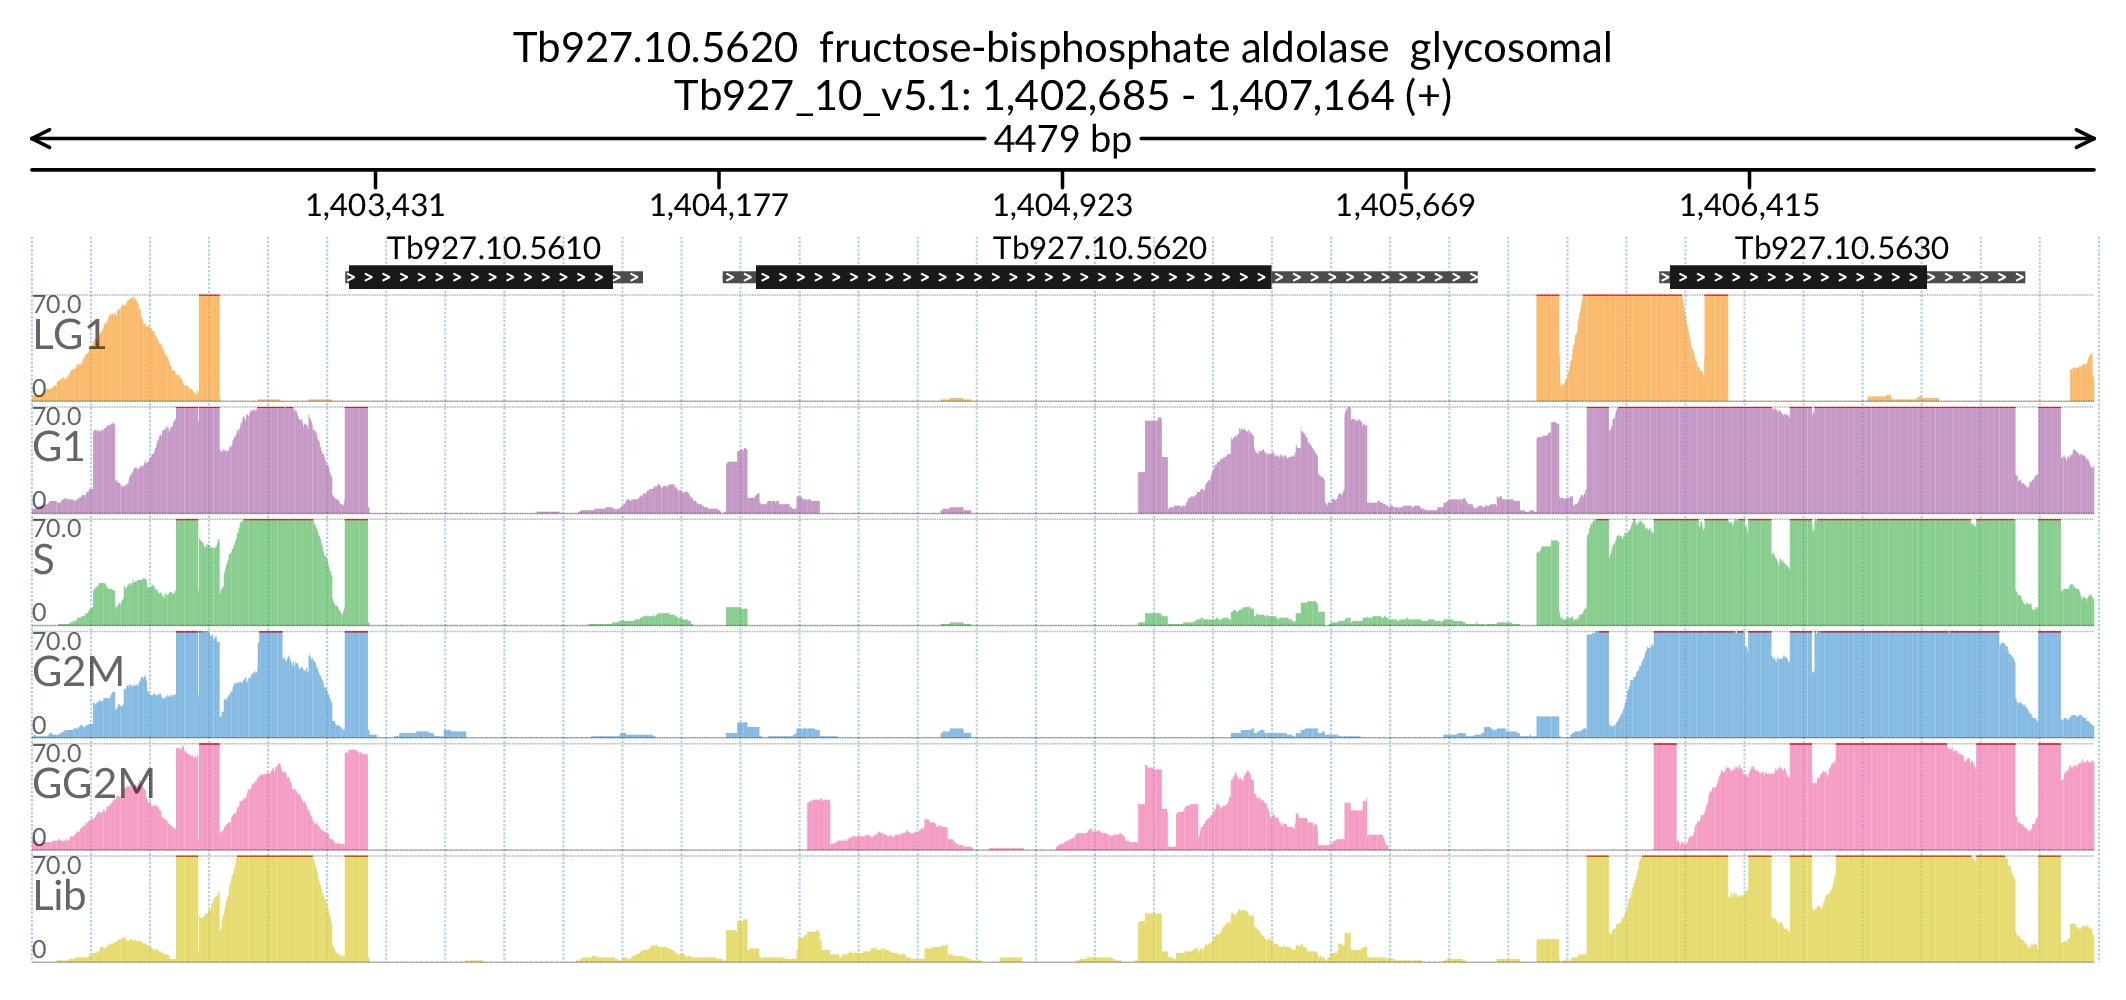 Tb927.10.5620 fructose-bisphosphate aldolase glycosomal
Tb927_10_v5.1: 1,402,685 - 1,407,164 (+)
4479 bp
1,403,431 1,404,177 1,404,923 1,405,669 1,406,415
Tb927.10.5610 Tb927.10.5620 Tb927.10.5630
70.0
LG1
0
70.0
G1
0
70.0
S
0
70.0
G2M
0
70.0
GG2M
0
70.0
Lib
0